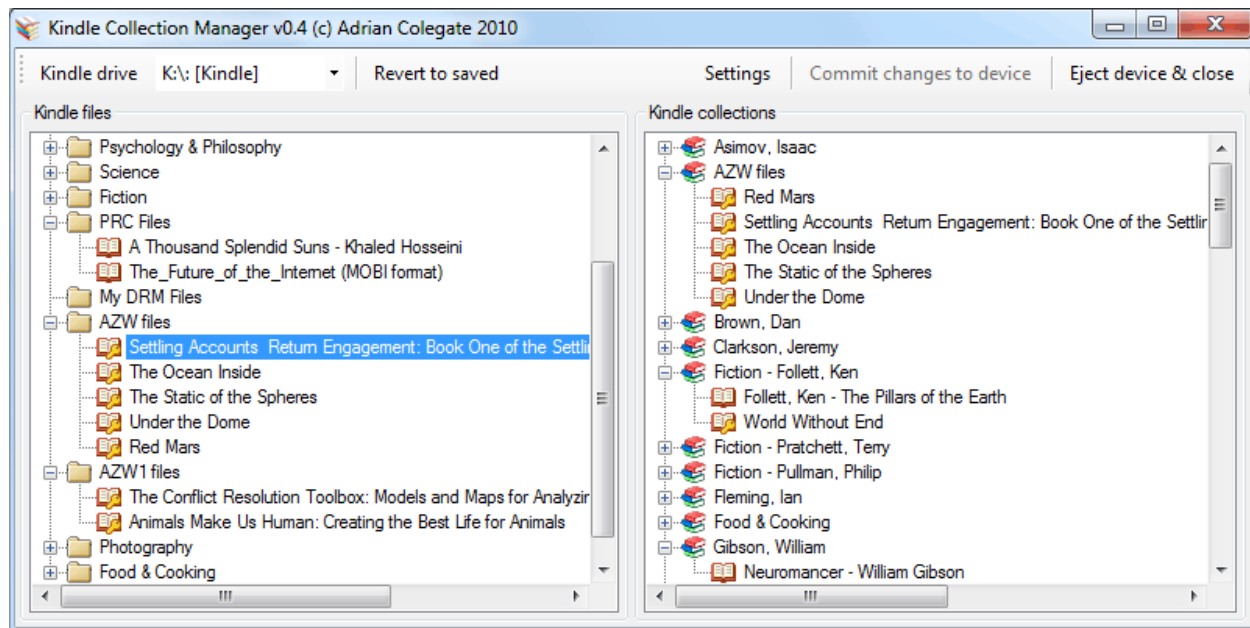 Kindle Collection Manager v0.4 (c) Adrian Colegate 2010
Kindle drive K:\: [Kindle] Revert to saved Settings Commit changes to device Eject device & close
Kindle files
Psychology & Philosophy
Science
Fiction
PRC Files
A Thousand Splendid Suns - Khaled Hosseini
The_Future_of_the_Internet (MOBI format)
My DRM Files
AZW files
Settling Accounts  Return Engagement: Book One of the Settli
The Ocean Inside
The Static of the Spheres
Under the Dome
Red Mars
AZW1 files
The Conflict Resolution Toolbox: Models and Maps for Analyzin
Animals Make Us Human: Creating the Best Life for Animals
Photography
Food & Cooking
Kindle collections
Asimov, Isaac
AZW files
Red Mars
Settling Accounts  Return Engagement: Book One of the Settlin
The Ocean Inside
The Static of the Spheres
Under the Dome
Brown, Dan
Clarkson, Jeremy
Fiction - Follett, Ken
Follett, Ken - The Pillars of the Earth
World Without End
Fiction - Pratchett, Terry
Fiction - Pullman, Philip
Fleming, Ian
Food & Cooking
Gibson, William
Neuromancer - William Gibson